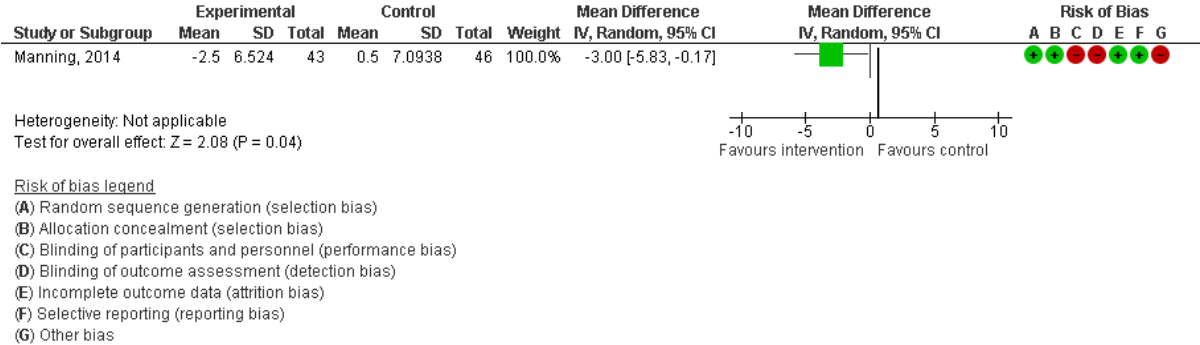 Experimental Control Mean Difference Mean Difference Risk of Bias
Study or Subgroup Mean SD Total Mean SD Total Weight IV, Random, 95% CI IV, Random, 95% CI A B C D E F G
Manning, 2014 -2.5 6.524 43 0.5 7.0938 46 100.0% -3.00 [-5.83, -0.17] + + - - + + -
Heterogeneity: Not applicable
Test for overall effect: Z = 2.08 (P = 0.04)
-10 -5 0 5 10
Favours intervention Favours control
Risk of bias legend
(A) Random sequence generation (selection bias)
(B) Allocation concealment (selection bias)
(C) Blinding of participants and personnel (performance bias)
(D) Blinding of outcome assessment (detection bias)
(E) Incomplete outcome data (attrition bias)
(F) Selective reporting (reporting bias)
(G) Other bias